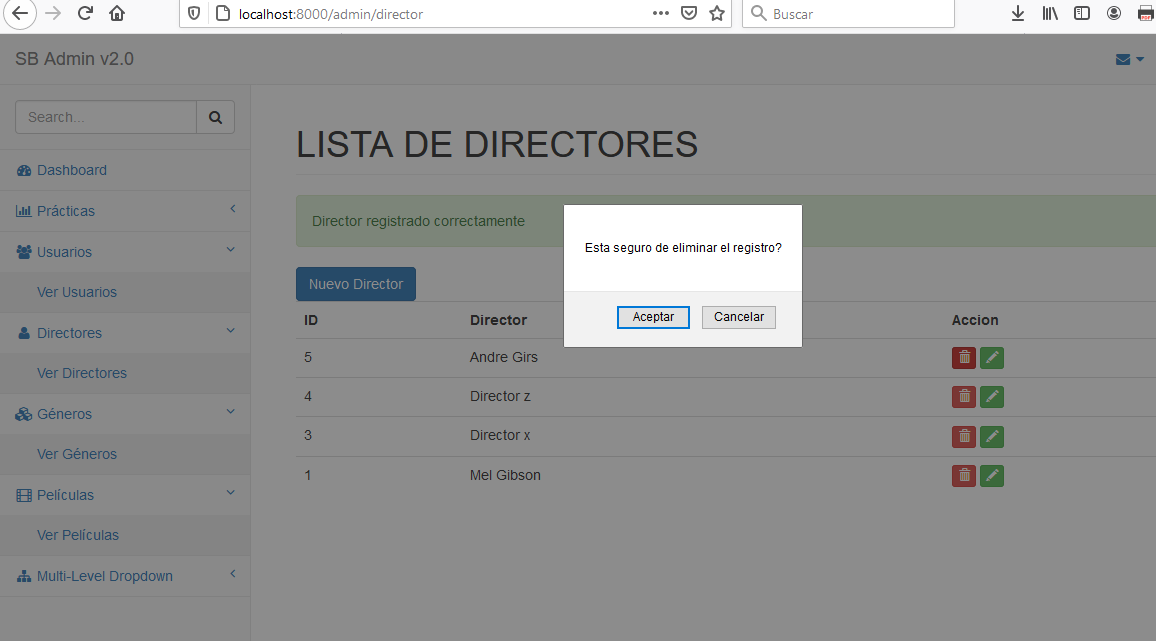 localhost:8000/admin/director
Buscar
SB Admin v2.0
Search...
Dashboard
Prácticas
Usuarios
Ver Usuarios
Directores
Ver Directores
Géneros
Ver Géneros
Películas
Ver Películas
Multi-Level Dropdown
LISTA DE DIRECTORES
Director registrado correctamente
Esta seguro de eliminar el registro?
Aceptar Cancelar
Nuevo Director
ID Director Accion
5 Andre Girs
4 Director z
3 Director x
1 Mel Gibson